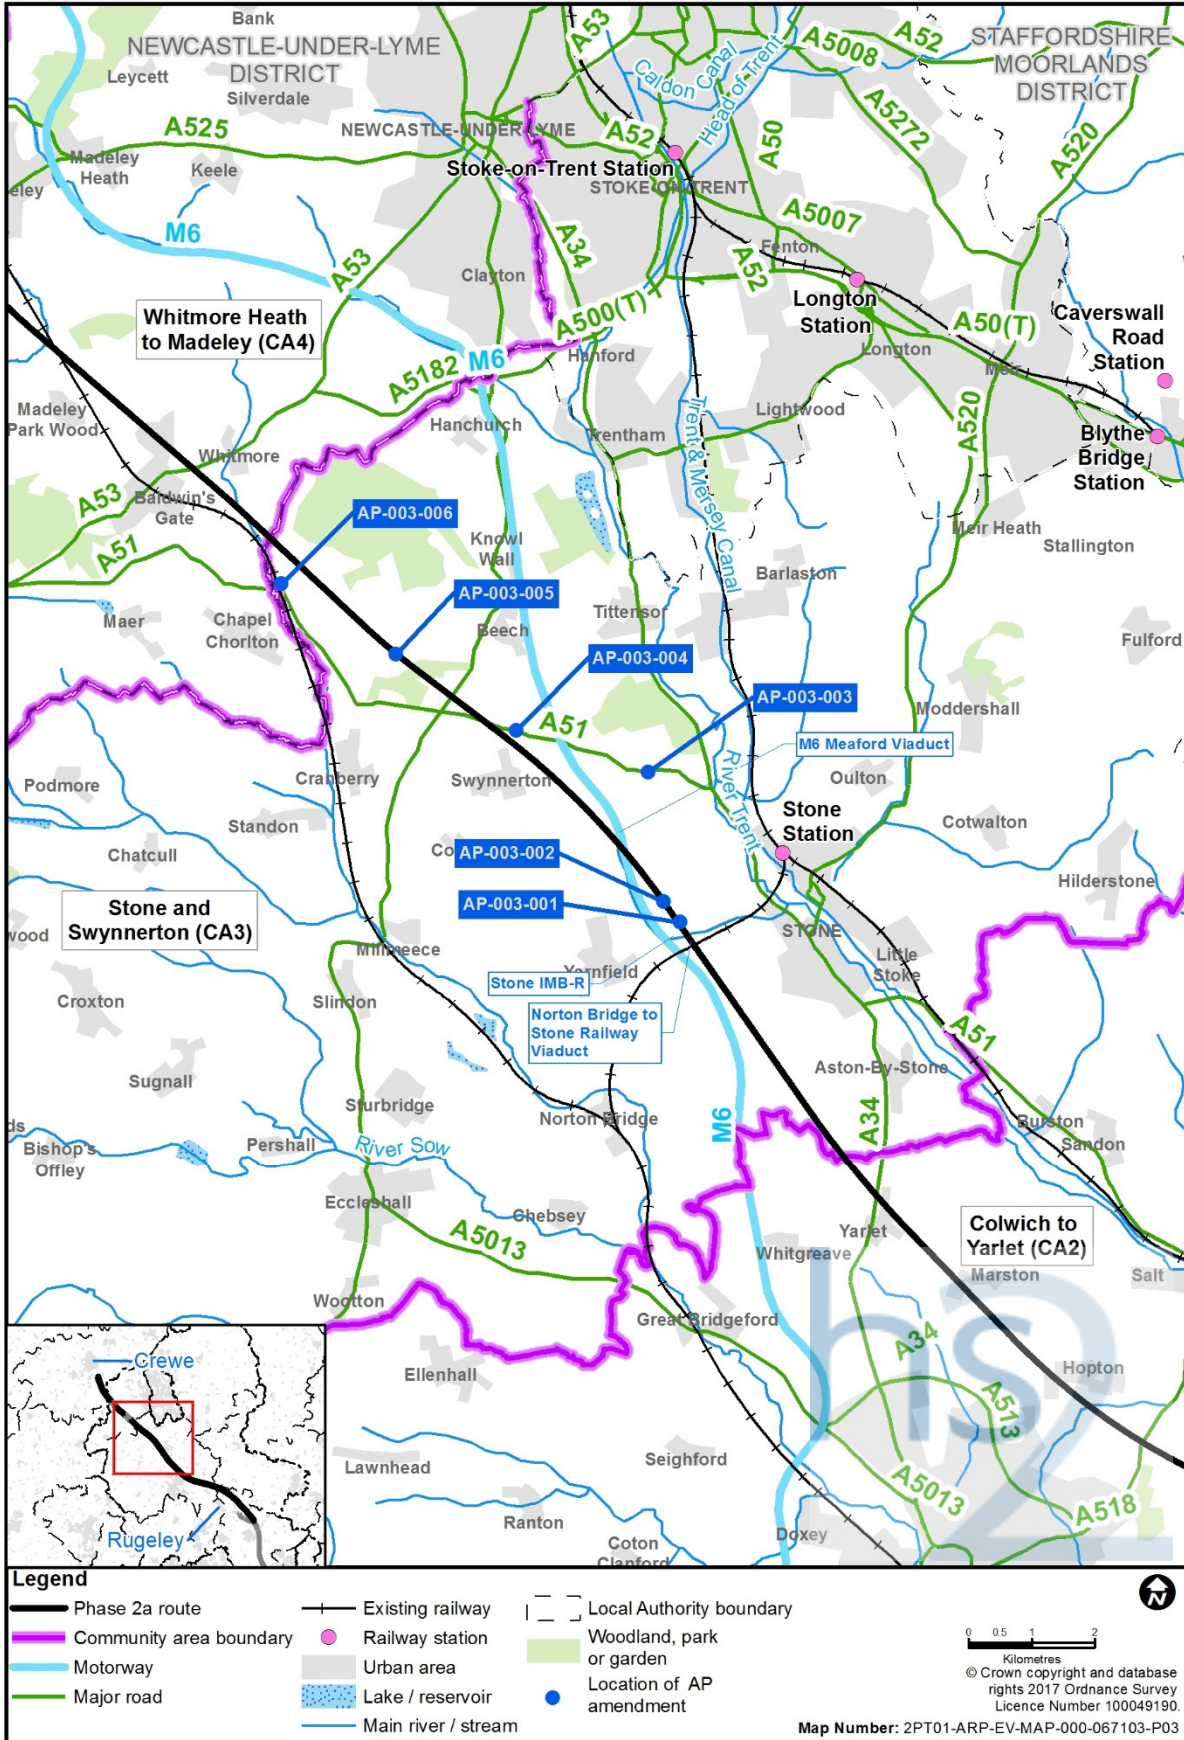 Bank
NEWCASTLE-UNDER-LYME
DISTRICT
Leycett
Silverdale
A53
Caldon Canal
Head of Trent
A5008
A52
STAFFORDSHIRE
MOORLANDS
DISTRICT
A525
NEWCASTLE-UNDER-LYME
A52
A50
A5272
A520
Madeley
Heath
Keele
eley
Stoke-on-Trent Station
STOKE-ON-TRENT
M6
A53
A34
A5007
Fenton
A52
Clayton
Whitmore Heath
to Madeley (CA4)
A500(T)
Longton
Station
A50(T)
Caverswall
Road
Station
Hanford
Longton
Meir
A5182
M6
Madeley
Park Wood
Hanchurch
Trentham
Lightwood
A520
Blythe
Bridge
Station
Whitmore
A53
Baldwin's
Gate
AP-003-006
Trent & Mersey Canal
Knowl
Wall
Meir Heath
Stallington
A51
AP-003-005
Barlaston
Maer
Chapel
Chorlton
Beech
Tittensor
Fulford
AP-003-004
AP-003-003
Moddershall
A51
M6 Meaford Viaduct
Podmore
Cranberry
Swynnerton
River Trent
Oulton
Standon
Stone
Station
Cotwalton
Chatcull
Co
AP-003-002
Hilderstone
AP-003-001
Stone and
Swynnerton (CA3)
wood
Millmeece
STONE
Little
Stoke
Yarnfield
Stone IMB-R
Croxton
Slindon
Norton Bridge to
Stone Railway
Viaduct
A51
Aston-By-Stone
Sugnall
Sturbridge
Norton Bridge
M6
A34
Burston
Sandon
ds
Bishop's
Offley
Pershall
River Sow
Eccleshall
Chebsey
A5013
Yarlet
Colwich to
Yarlet (CA2)
Whitgreave
Marston
Salt
Wootton
Great Bridgeford
hs2
A34
Crewe
Ellenhall
Hopton
A513
Lawnhead
Seighford
A5013
A518
Rugeley
Ranton
Doxey
Coton
Clanford
Legend
Phase 2a route
Existing railway
Local Authority boundary
Community area boundary
Railway station
Woodland, park
or garden
Motorway
Urban area
Location of AP
amendment
Major road
Lake / reservoir
Main river / stream
N
0 0.5 1 2
Kilometres
© Crown copyright and database
rights 2017 Ordnance Survey
Licence Number 100049190.
Map Number: 2PT01-ARP-EV-MAP-000-067103-P03